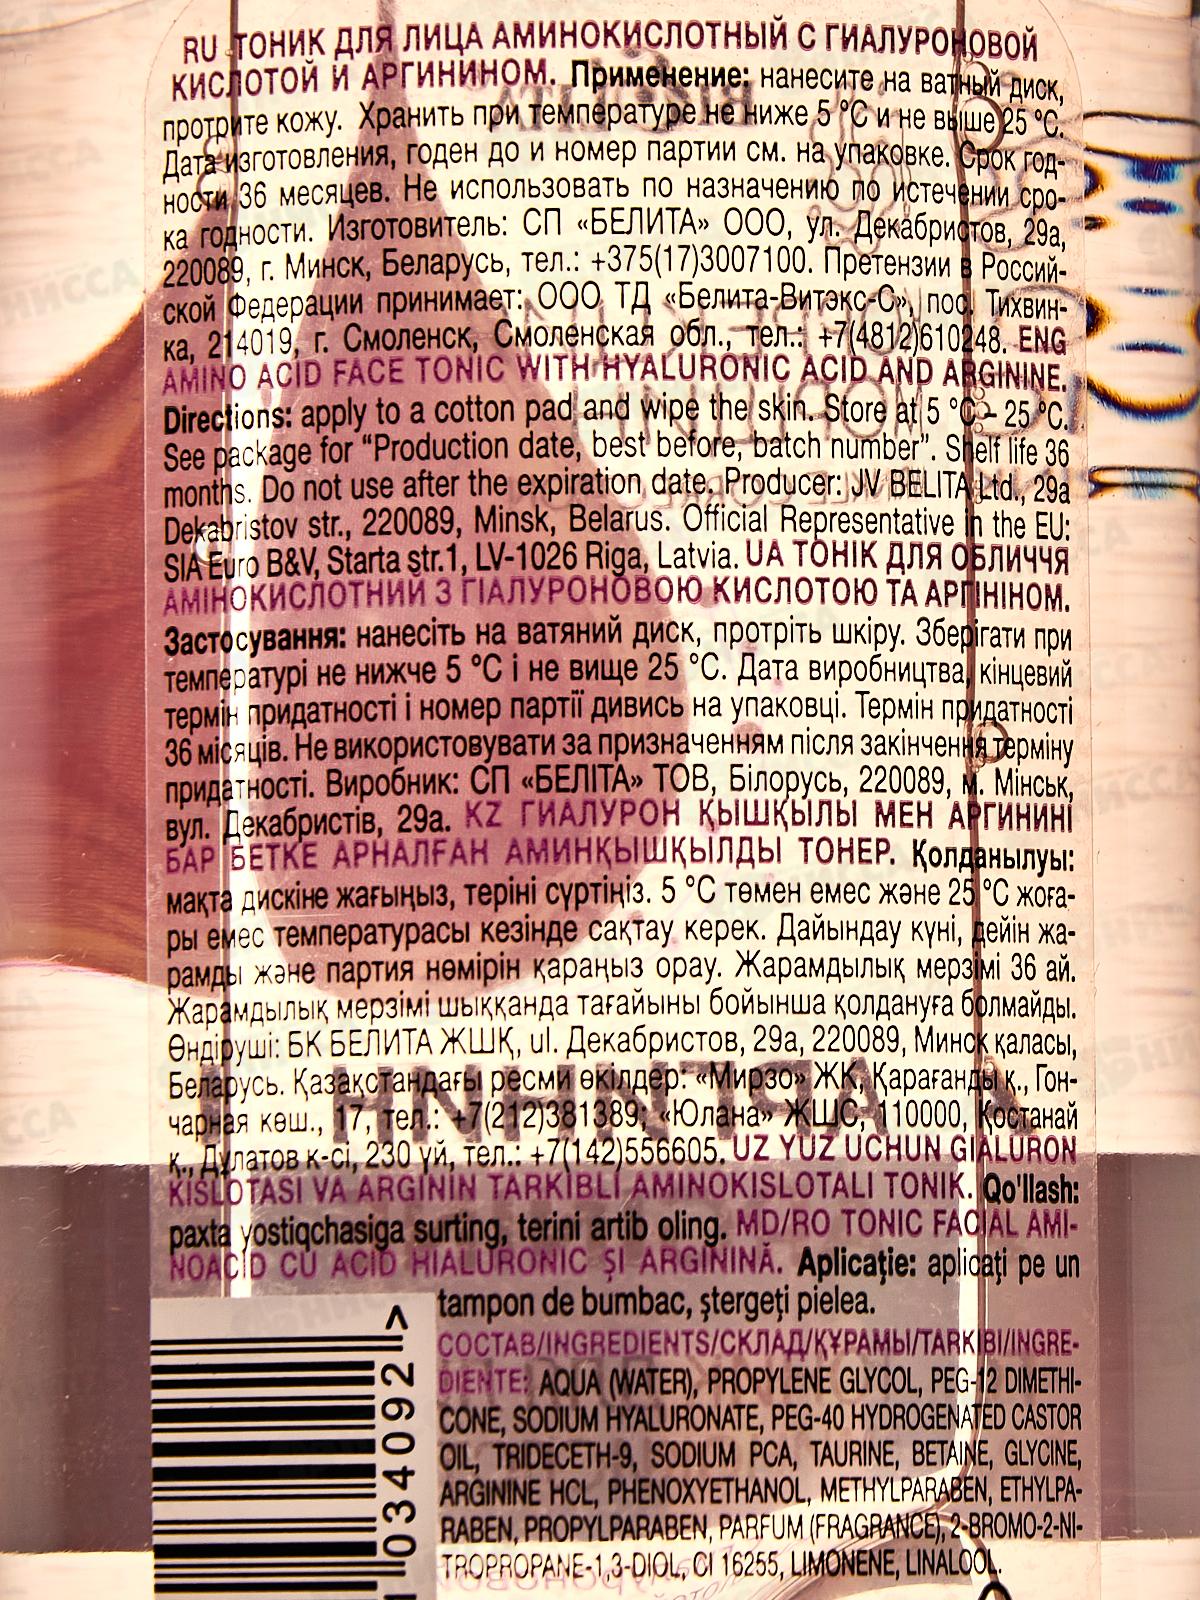 RU ТОНИК ДЛЯ ЛИЦА АМИНОКИСЛОТНЫЙ С ГИАЛУРОНОВОЙ
КИСЛОТОЙ И АРГИНИНОМ. Применение: нанесите на ватный диск,
протрите кожу. Хранить при температуре не ниже 5 °C и не выше 25 °C.
Дата изготовления, годен до и номер партии см. на упаковке. Срок год-
ности 36 месяцев. Не использовать по назначению по истечении сро-
ка годности. Изготовитель: СП «БЕЛИТА» ООО, ул. Декабристов, 29а,
220089, г. Минск, Беларусь, тел.: +375(17)3007100. Претензии в Россий-
ской Федерации принимает: ООО ТД «Белита-Витэкс-С», пос. Тихвин-
ка, 214019, г. Смоленск, Смоленская обл., тел.: +7(4812)610248. ENG
AMINO ACID FACE TONIC WITH HYALURONIC ACID AND ARGININE.
Directions: apply to a cotton pad and wipe the skin. Store at 5 °C – 25 °C.
See package for “Production date, best before, batch number”. Shelf life 36
months. Do not use after the expiration date. Producer: JV BELITA Ltd., 29a
Dekabristov str., 220089, Minsk, Belarus. Official Representative in the EU:
SIA Euro B&V, Starta str.1, LV-1026 Riga, Latvia. UA ТОНІК ДЛЯ ОБЛИЧЧЯ
АМІНОКИСЛОТНИЙ З ГІАЛУРОНОВОЮ КИСЛОТОЮ ТА АРГІНІНОМ.
Застосування: нанесіть на ватяний диск, протріть шкіру. Зберігати при
температурі не нижче 5 °C і не вище 25 °C. Дата виробництва, кінцевий
термін придатності і номер партії дивись на упаковці. Термін придатності
36 місяців. Не використовувати за призначенням після закінчення терміну
придатності. Виробник: СП «БЕЛІТА» ТОВ, Білорусь, 220089, м. Мінськ,
вул. Декабристів, 29а. KZ ГИАЛУРОН ҚЫШҚЫЛЫ МЕН АРГИНИНІ
БАР БЕТКЕ АРНАЛҒАН АМИНҚЫШҚЫЛДЫ ТОНЕР. Қолданылуы:
мақта дискіне жағыңыз, теріні сүртіңіз. 5 °C төмен емес және 25 °C жоға-
ры емес температурасы кезінде сақтау керек. Дайындау күні, дейін жа-
рамды және партия нөмірін қараңыз орау. Жарамдылық мерзімі 36 ай.
Жарамдылық мерзімі шыққанда тағайыны бойынша қолдануға болмайды.
Өндіруші: БК БЕЛИТА ЖШҚ, ul. Декабристов, 29а, 220089, Минск қаласы,
Беларусь. Қазақстандағы ресми өкілдер: «Мирзо» ЖК, Қарағанды қ., Гон-
чарная көш., 17, тел.: +7(212)381389; «Юлана» ЖШС, 110000, Қостанай
қ., Дулатов к-сі, 230 үй, тел.: +7(142)556605. UZ YUZ UCHUN GIALURON
KISLOTASI VA ARGININ TARKIBLI AMINOKISLOTALI TONIK. Qo'llash:
paxta yostiqchasiga surting, terini artib oling. MD/RO TONIC FACIAL AMI-
NOACID CU ACID HIALURONIC ȘI ARGININĂ. Aplicație: aplicați pe un
tampon de bumbac, ștergeți pielea.
СОСТАВ/INGREDIENTS/СКЛАД/ҚҰРАМЫ/TARKIBI/INGRE-
DIENTE: AQUA (WATER), PROPYLENE GLYCOL, PEG-12 DIMETHI-
CONE, SODIUM HYALURONATE, PEG-40 HYDROGENATED CASTOR
OIL, TRIDECETH-9, SODIUM PCA, TAURINE, BETAINE, GLYCINE,
ARGININE HCL, PHENOXYETHANOL, METHYLPARABEN, ETHYLPA-
RABEN, PROPYLPARABEN, PARFUM (FRAGRANCE), 2-BROMO-2-NI-
TROPROPANE-1,3-DIOL, CI 16255, LIMONENE, LINALOOL.
034092 >